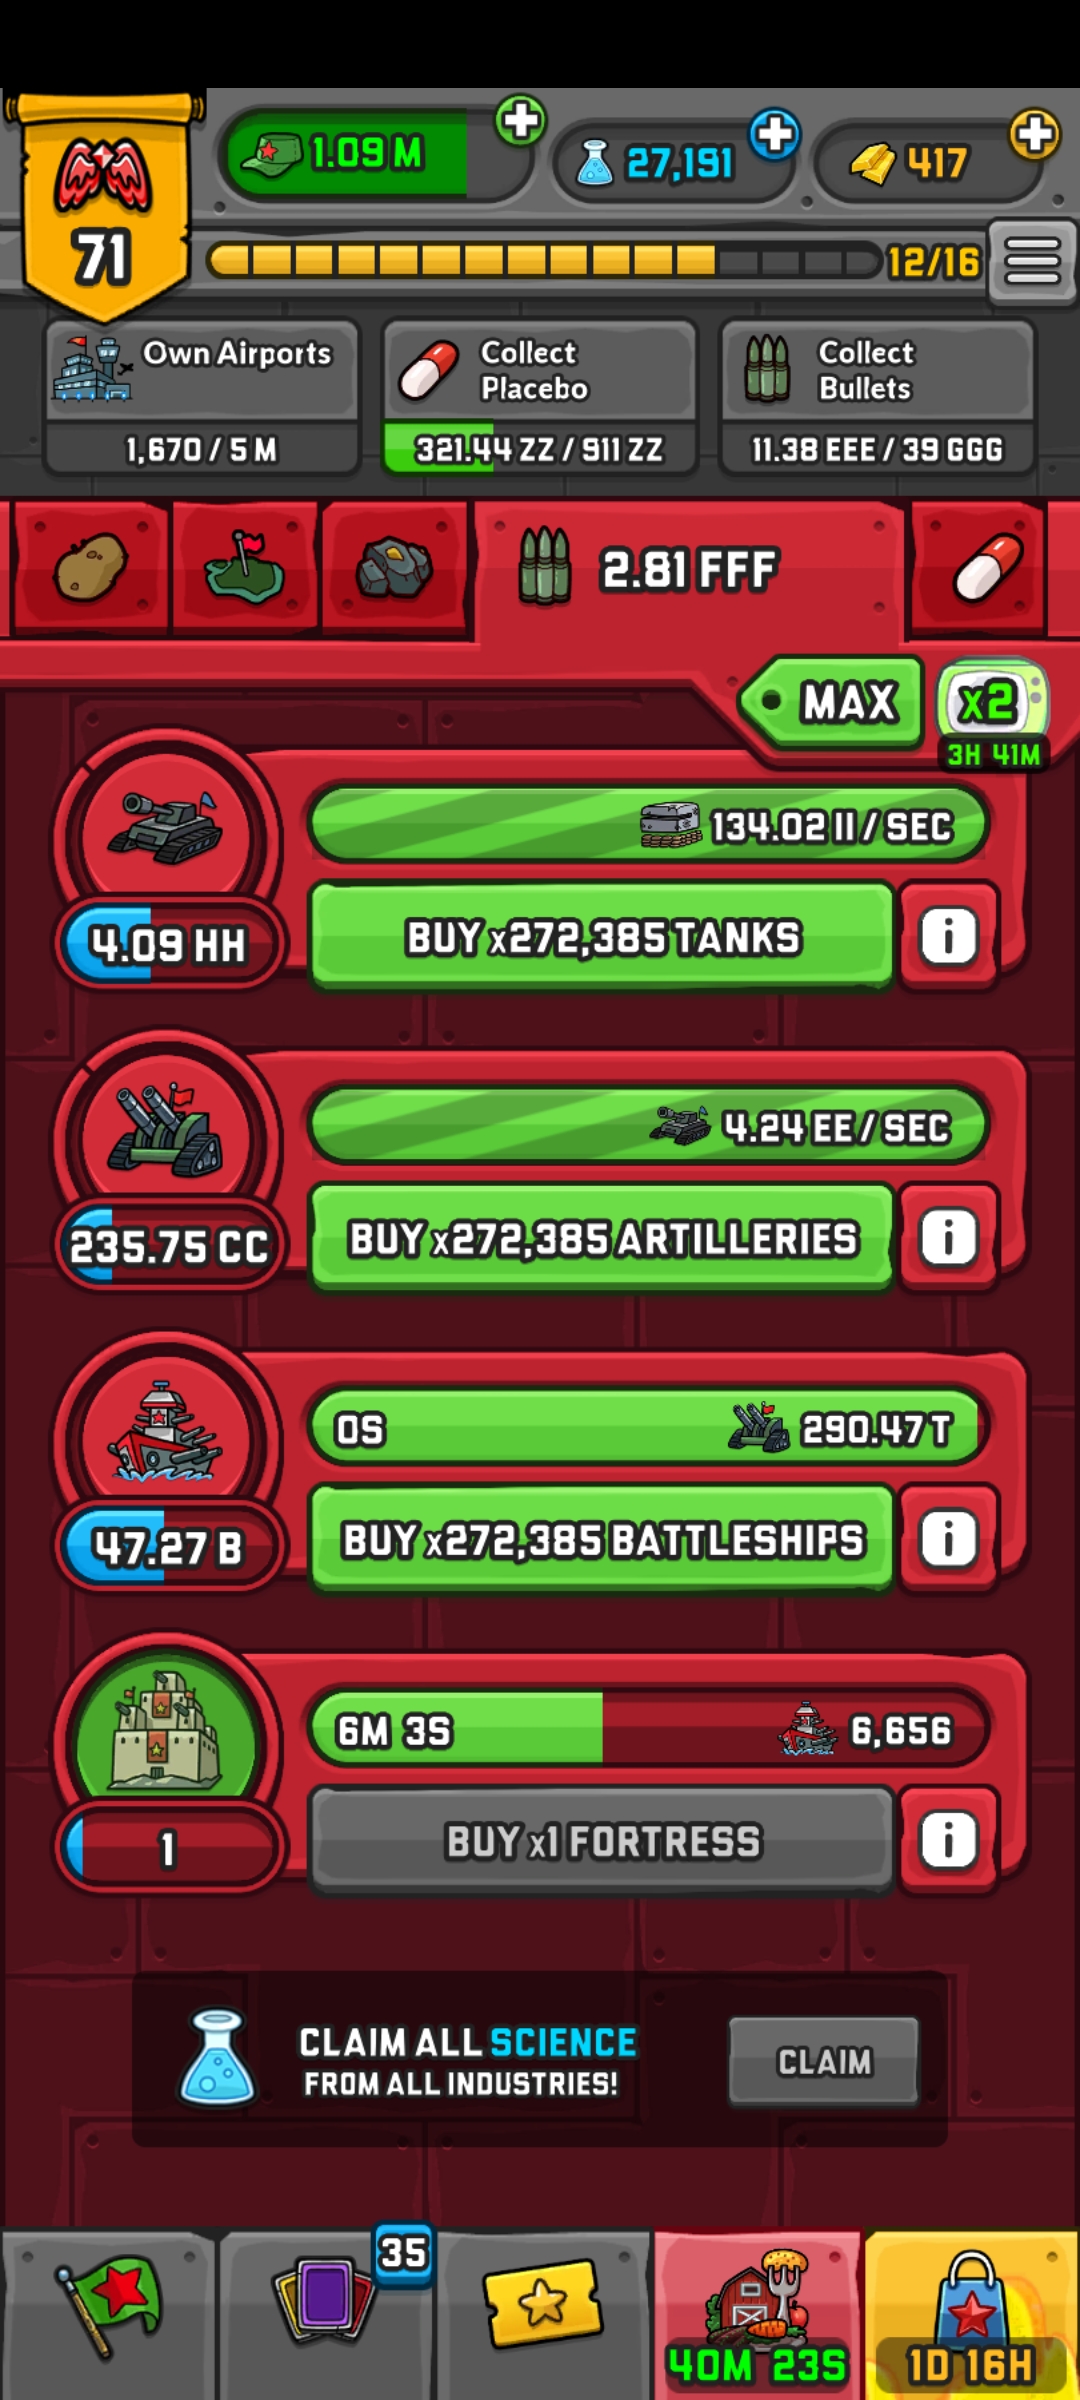 1.09 M
27,191
417
71
12/16
Own Airports
1,670 / 5 M
Collect
Placebo
321.44 ZZ / 911 ZZ
Collect
Bullets
11.38 EEE / 39 GGG
2.81 FFF
MAX
x2
3H 41M
134.02 II / SEC
4.09 HH
BUY x272,385 TANKS
i
4.24 EE / SEC
235.75 CC
BUY x272,385 ARTILLERIES
i
0S
290.47 T
47.27 B
BUY x272,385 BATTLESHIPS
i
6M 3S
6,656
1
BUY x1 FORTRESS
i
CLAIM ALL SCIENCE
FROM ALL INDUSTRIES!
CLAIM
35
40M 23S
1D 16H